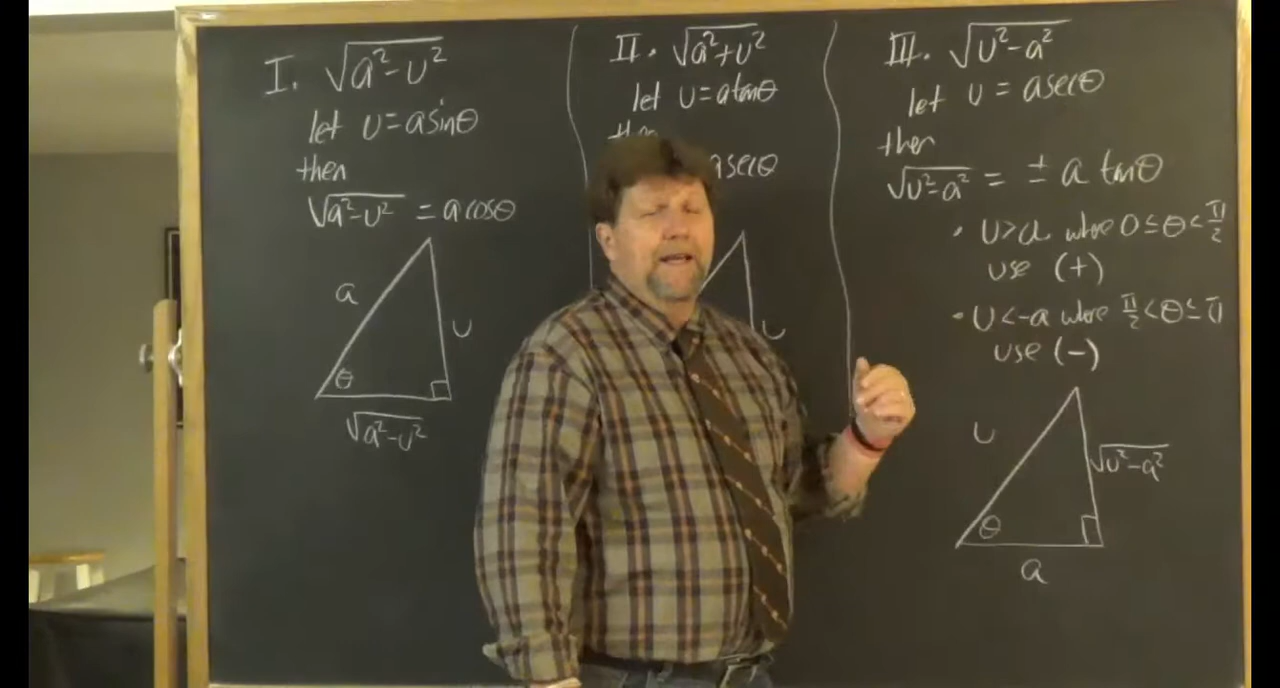 I. √a²-u²
let u = a sinθ
then
√a²-u² = a cosθ
a
u
θ
√a²-u²
II. √a²+u²
let u = a tanθ
then
a secθ
u
III. √u²-a²
let u = a secθ
then
√u²-a² = ± a tanθ
• u>a where 0≤θ<π/2
use (+)
• u<-a where π/2<θ≤π
use (-)
u
√u²-a²
θ
a